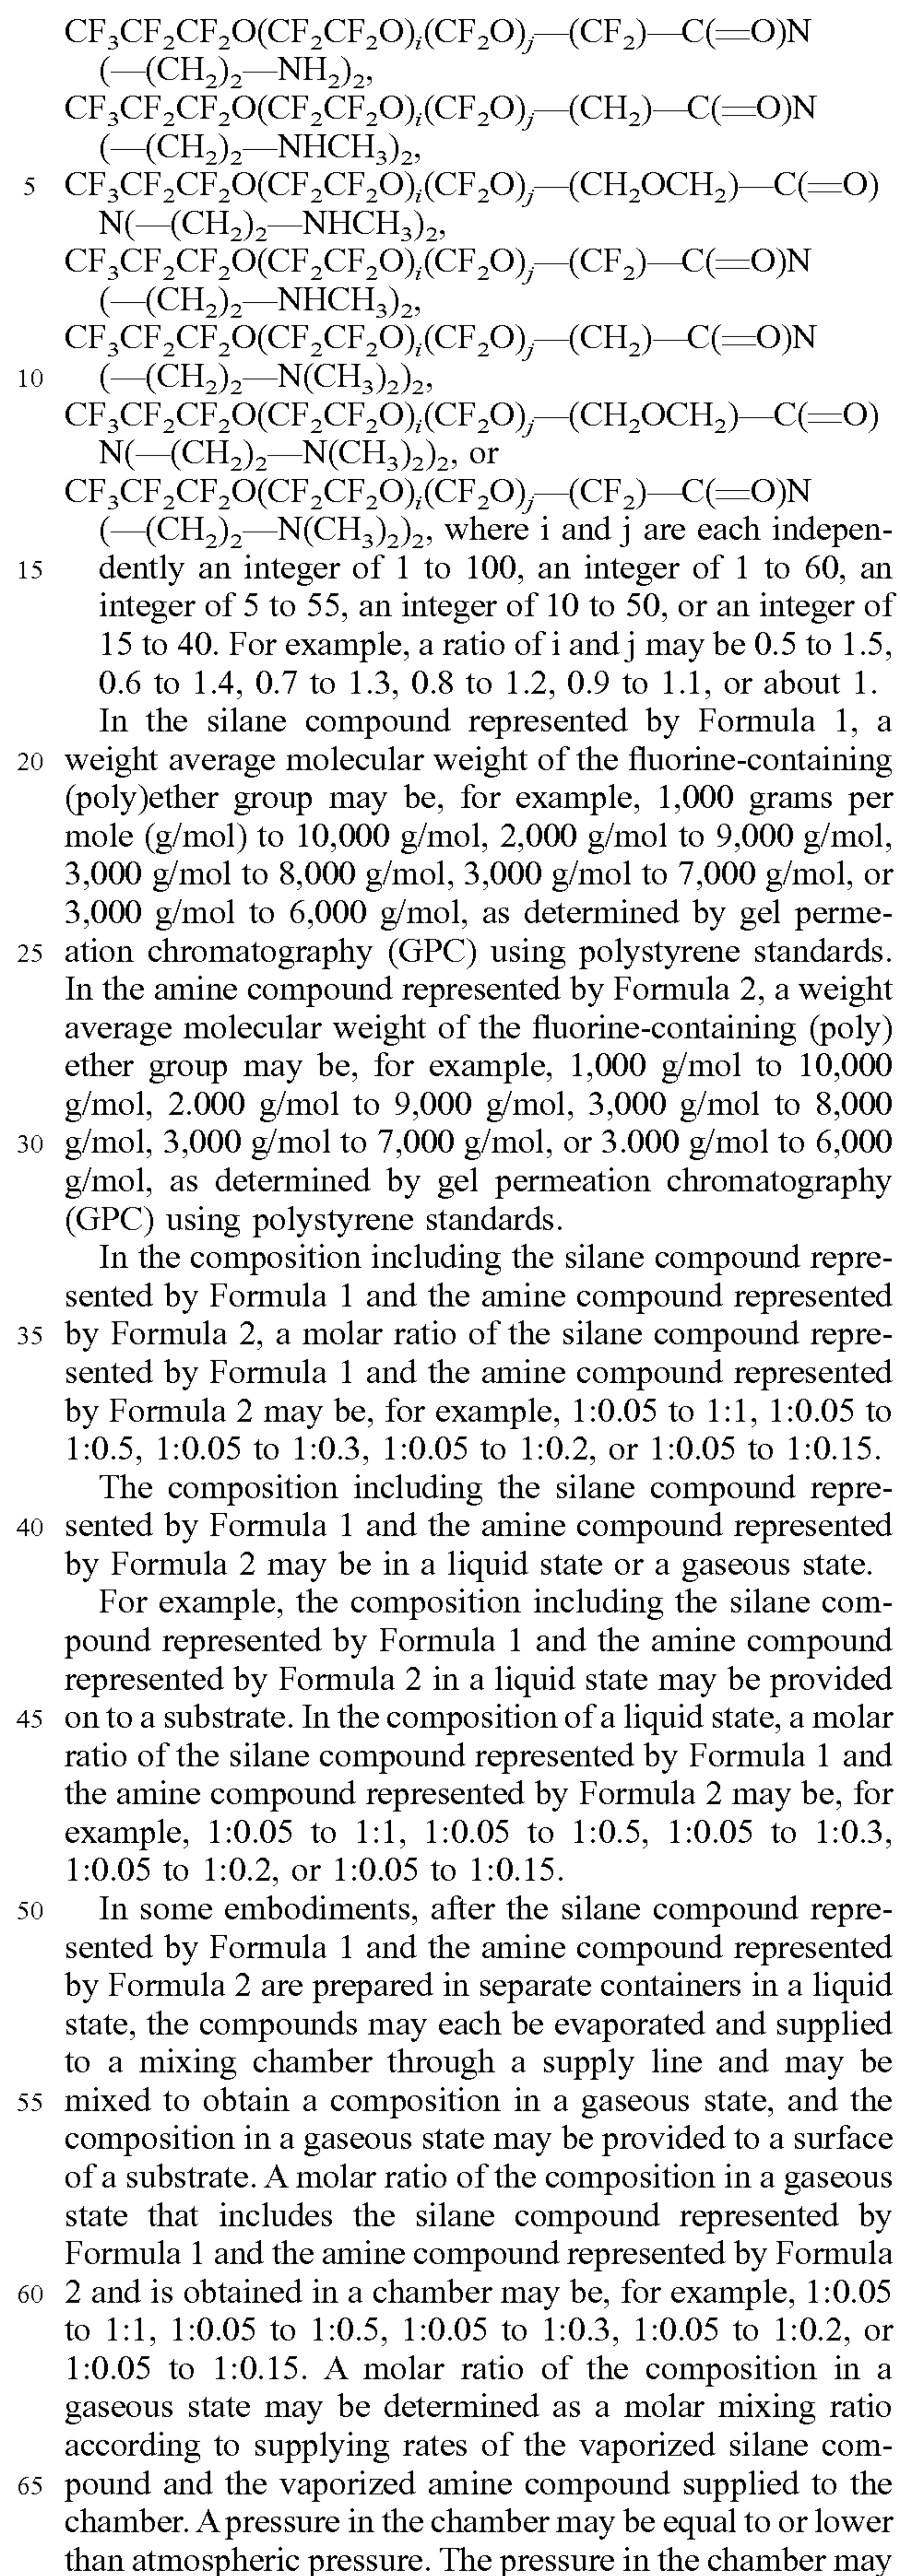 CF₃CF₂CF₂O(CF₂CF₂O)ᵢ(CF₂O)ⱼ—(CF₂)—C(=O)N
(—(CH₂)₂—NH₂)₂,
CF₃CF₂CF₂O(CF₂CF₂O)ᵢ(CF₂O)ⱼ—(CH₂)—C(=O)N
(—(CH₂)₂—NHCH₃)₂,
5 CF₃CF₂CF₂O(CF₂CF₂O)ᵢ(CF₂O)ⱼ—(CH₂OCH₂)—C(=O)
N(—(CH₂)₂—NHCH₃)₂,
CF₃CF₂CF₂O(CF₂CF₂O)ᵢ(CF₂O)ⱼ—(CF₂)—C(=O)N
(—(CH₂)₂—NHCH₃)₂,
CF₃CF₂CF₂O(CF₂CF₂O)ᵢ(CF₂O)ⱼ—(CH₂)—C(=O)N
10 (—(CH₂)₂—N(CH₃)₂)₂,
CF₃CF₂CF₂O(CF₂CF₂O)ᵢ(CF₂O)ⱼ—(CH₂OCH₂)—C(=O)
N(—(CH₂)₂—N(CH₃)₂)₂, or
CF₃CF₂CF₂O(CF₂CF₂O)ᵢ(CF₂O)ⱼ—(CF₂)—C(=O)N
(—(CH₂)₂—N(CH₃)₂)₂, where i and j are each indepen-
15 dently an integer of 1 to 100, an integer of 1 to 60, an
integer of 5 to 55, an integer of 10 to 50, or an integer of
15 to 40. For example, a ratio of i and j may be 0.5 to 1.5,
0.6 to 1.4, 0.7 to 1.3, 0.8 to 1.2, 0.9 to 1.1, or about 1.
In the silane compound represented by Formula 1, a
20 weight average molecular weight of the fluorine-containing
(poly)ether group may be, for example, 1,000 grams per
mole (g/mol) to 10,000 g/mol, 2,000 g/mol to 9,000 g/mol,
3,000 g/mol to 8,000 g/mol, 3,000 g/mol to 7,000 g/mol, or
3,000 g/mol to 6,000 g/mol, as determined by gel perme-
25 ation chromatography (GPC) using polystyrene standards.
In the amine compound represented by Formula 2, a weight
average molecular weight of the fluorine-containing (poly)
ether group may be, for example, 1,000 g/mol to 10,000
g/mol, 2.000 g/mol to 9,000 g/mol, 3,000 g/mol to 8,000
30 g/mol, 3,000 g/mol to 7,000 g/mol, or 3.000 g/mol to 6,000
g/mol, as determined by gel permeation chromatography
(GPC) using polystyrene standards.
In the composition including the silane compound repre-
sented by Formula 1 and the amine compound represented
35 by Formula 2, a molar ratio of the silane compound repre-
sented by Formula 1 and the amine compound represented
by Formula 2 may be, for example, 1:0.05 to 1:1, 1:0.05 to
1:0.5, 1:0.05 to 1:0.3, 1:0.05 to 1:0.2, or 1:0.05 to 1:0.15.
The composition including the silane compound repre-
40 sented by Formula 1 and the amine compound represented
by Formula 2 may be in a liquid state or a gaseous state.
For example, the composition including the silane com-
pound represented by Formula 1 and the amine compound
represented by Formula 2 in a liquid state may be provided
45 on to a substrate. In the composition of a liquid state, a molar
ratio of the silane compound represented by Formula 1 and
the amine compound represented by Formula 2 may be, for
example, 1:0.05 to 1:1, 1:0.05 to 1:0.5, 1:0.05 to 1:0.3,
1:0.05 to 1:0.2, or 1:0.05 to 1:0.15.
50 In some embodiments, after the silane compound repre-
sented by Formula 1 and the amine compound represented
by Formula 2 are prepared in separate containers in a liquid
state, the compounds may each be evaporated and supplied
to a mixing chamber through a supply line and may be
55 mixed to obtain a composition in a gaseous state, and the
composition in a gaseous state may be provided to a surface
of a substrate. A molar ratio of the composition in a gaseous
state that includes the silane compound represented by
Formula 1 and the amine compound represented by Formula
60 2 and is obtained in a chamber may be, for example, 1:0.05
to 1:1, 1:0.05 to 1:0.5, 1:0.05 to 1:0.3, 1:0.05 to 1:0.2, or
1:0.05 to 1:0.15. A molar ratio of the composition in a
gaseous state may be determined as a molar mixing ratio
according to supplying rates of the vaporized silane com-
65 pound and the vaporized amine compound supplied to the
chamber. A pressure in the chamber may be equal to or lower
than atmospheric pressure. The pressure in the chamber may